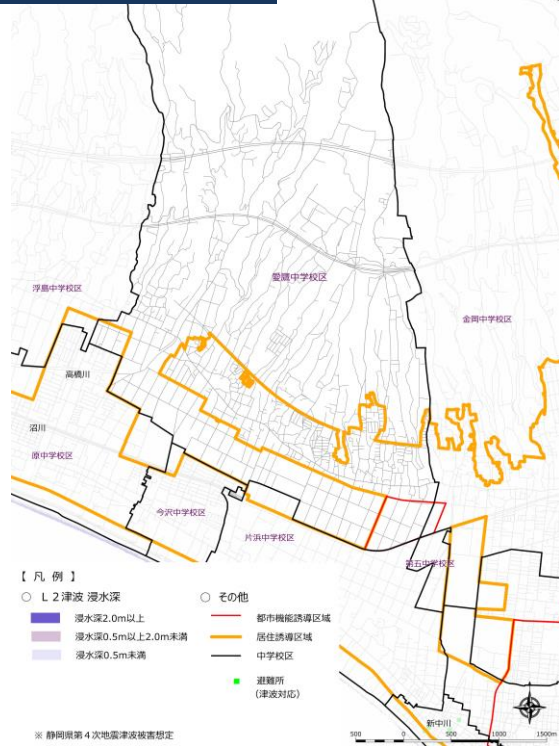 愛鷹中学校区
浮島中学校区
金岡中学校区
高橋川
沼川
原中学校区
今沢中学校区
片浜中学校区
第五中学校区
【 凡 例 】
○ L2津波 浸水深
浸水深2.0m以上
浸水深0.5m以上2.0m未満
浸水深0.5m未満
○ その他
都市機能誘導区域
居住誘導区域
中学校区
避難所
(津波対応)
新中川
500 0 500 1000 1500m
※ 静岡県第4次地震津波被害想定